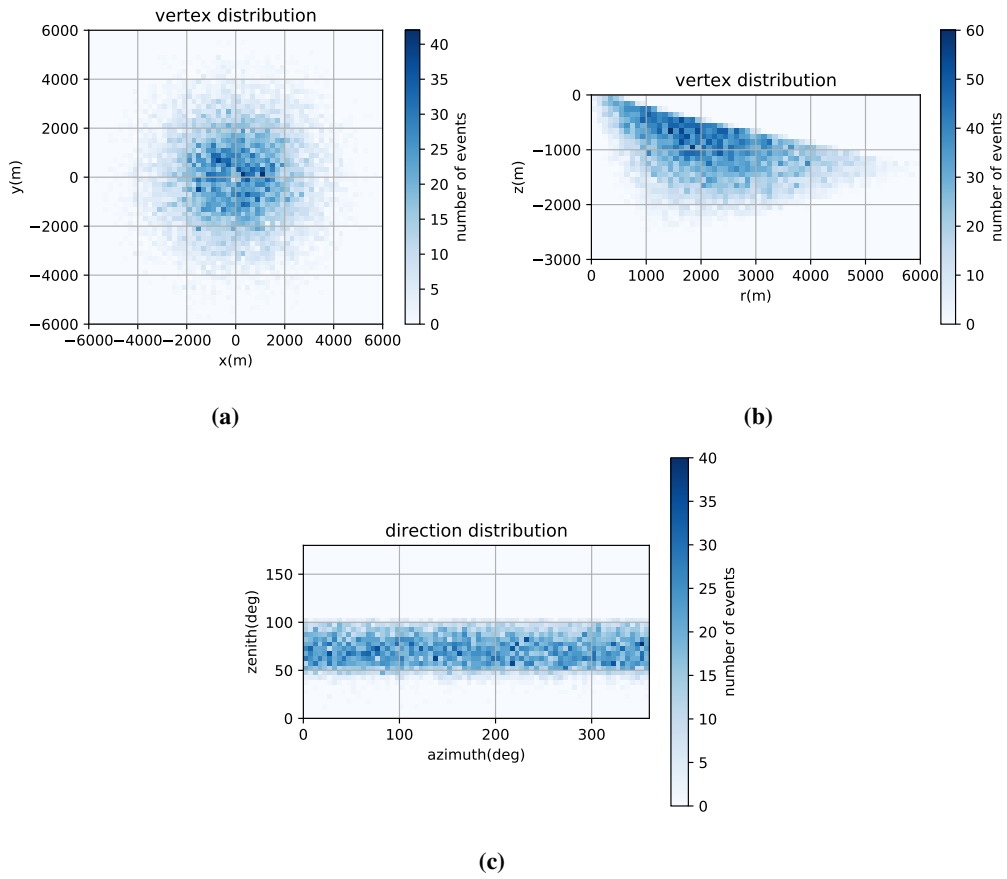 vertex distribution
6000
4000
2000
0
−2000
−4000
−6000
y(m)
−6000−4000−2000 0 2000 4000 6000
x(m)
40
35
30
25
20
15
10
5
0
number of events
(a)
vertex distribution
0
−1000
−2000
−3000
z(m)
0 1000 2000 3000 4000 5000 6000
r(m)
60
50
40
30
20
10
0
number of events
(b)
direction distribution
150
100
50
0
zenith(deg)
0 100 200 300
azimuth(deg)
40
35
30
25
20
15
10
5
0
number of events
(c)